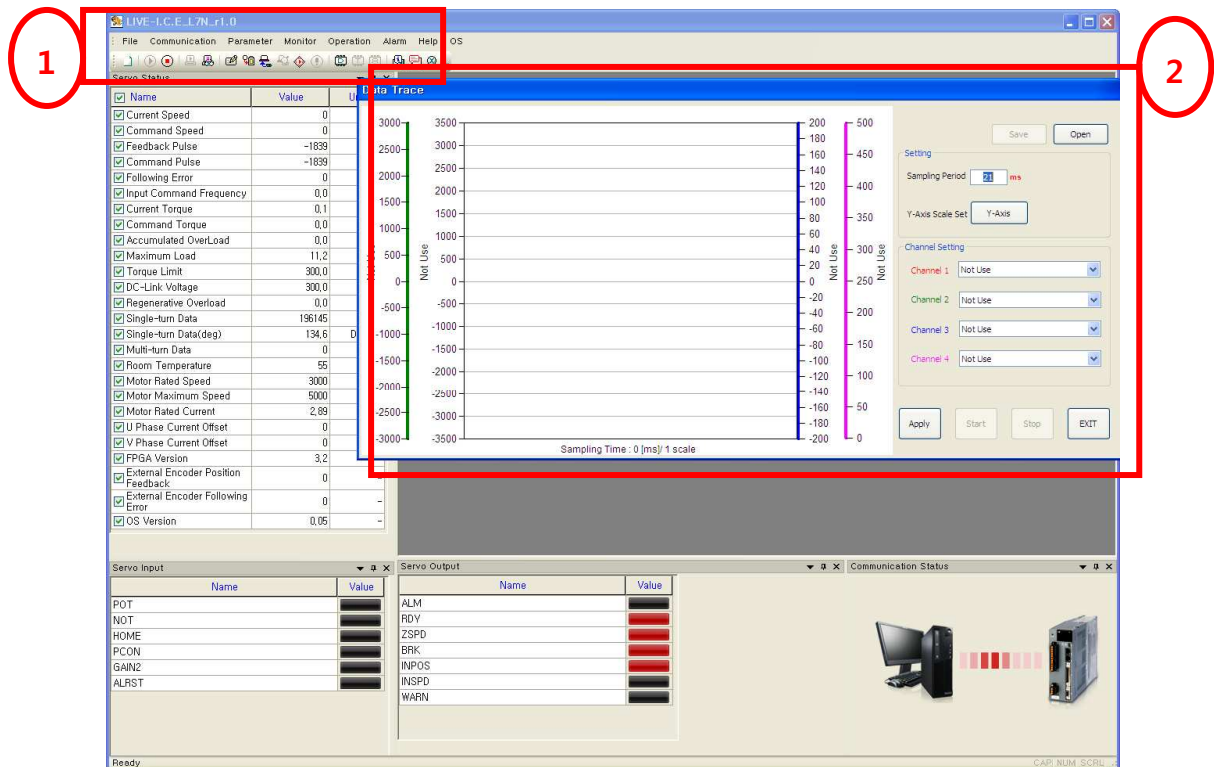 LIVE-I.C.E_L7N_r1.0
File Communication Parameter Monitor Operation Alarm Help OS
1
2
Servo Status
Name Value U
Current Speed 0
Command Speed 0
Feedback Pulse -1839
Command Pulse -1839
Following Error 0
Input Command Frequency 0,0
Current Torque 0,1
Command Torque 0,0
Accumulated OverLoad 0,0
Maximum Load 11,2
Torque Limit 300,0
DC-Link Voltage 300,0
Regenerative Overload 0,0
Single-turn Data 196145
Single-turn Data(deg) 134,6 D
Multi-turn Data 0
Room Temperature 55
Motor Rated Speed 3000
Motor Maximum Speed 5000
Motor Rated Current 2,89
U Phase Current Offset 0
V Phase Current Offset 0
FPGA Version 3,2
External Encoder Position
Feedback 0 -
External Encoder Following
Error 0 -
OS Version 0,05 -
Data Trace
3000 3500 200 500
180
2500 3000 160 450
140
2000 2500 120 400
2000 100
1500 1500 80 350
60
1000 1000 40 300
500 500 20
0 0 0 250
-20
-500 -500 -40 200
-1000 -1000 -60
-80 150
-1500 -1500 -100
-2000 -120 100
-2000 -2500 -140
-2500 -3000 -160 50
-180
-3000 -3500 -200 0
Not Use
Not Use
Not Use
Not Use
Sampling Time : 0 [ms]/ 1 scale
Save Open
Setting
Sampling Period 21 ms
Y-Axis Scale Set Y-Axis
Channel Setting
Channel 1 Not Use
Channel 2 Not Use
Channel 3 Not Use
Channel 4 Not Use
Apply Start Stop EXIT
Servo Input
Name Value
POT
NOT
HOME
PCON
GAIN2
ALRST
Servo Output
Name Value
ALM
RDY
ZSPD
BRK
INPOS
INSPD
WARN
Communication Status
Ready
CAP NUM SCRL